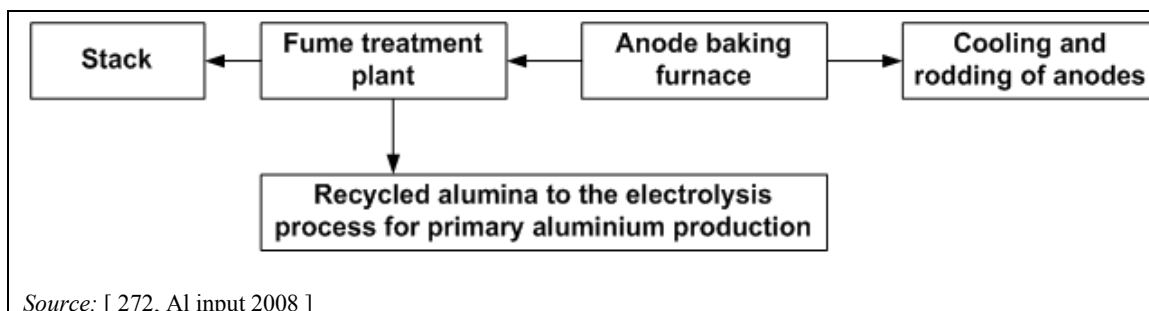 Stack
Fume treatment
plant
Anode baking
furnace
Cooling and
rodding of anodes
Recycled alumina to the electrolysis
process for primary aluminium production
Source: [ 272, Al input 2008 ]